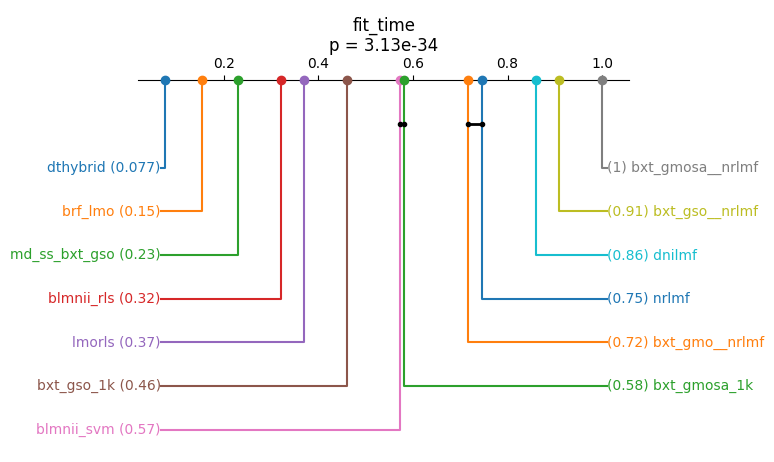 fit_time
p = 3.13e-34
0.2 0.4 0.6 0.8 1.0
dthybrid (0.077)
(1) bxt_gmosa__nrlmf
brf_lmo (0.15)
(0.91) bxt_gso__nrlmf
md_ss_bxt_gso (0.23)
(0.86) dnilmf
blmnii_rls (0.32)
(0.75) nrlmf
lmorls (0.37)
(0.72) bxt_gmo__nrlmf
bxt_gso_1k (0.46)
(0.58) bxt_gmosa_1k
blmnii_svm (0.57)